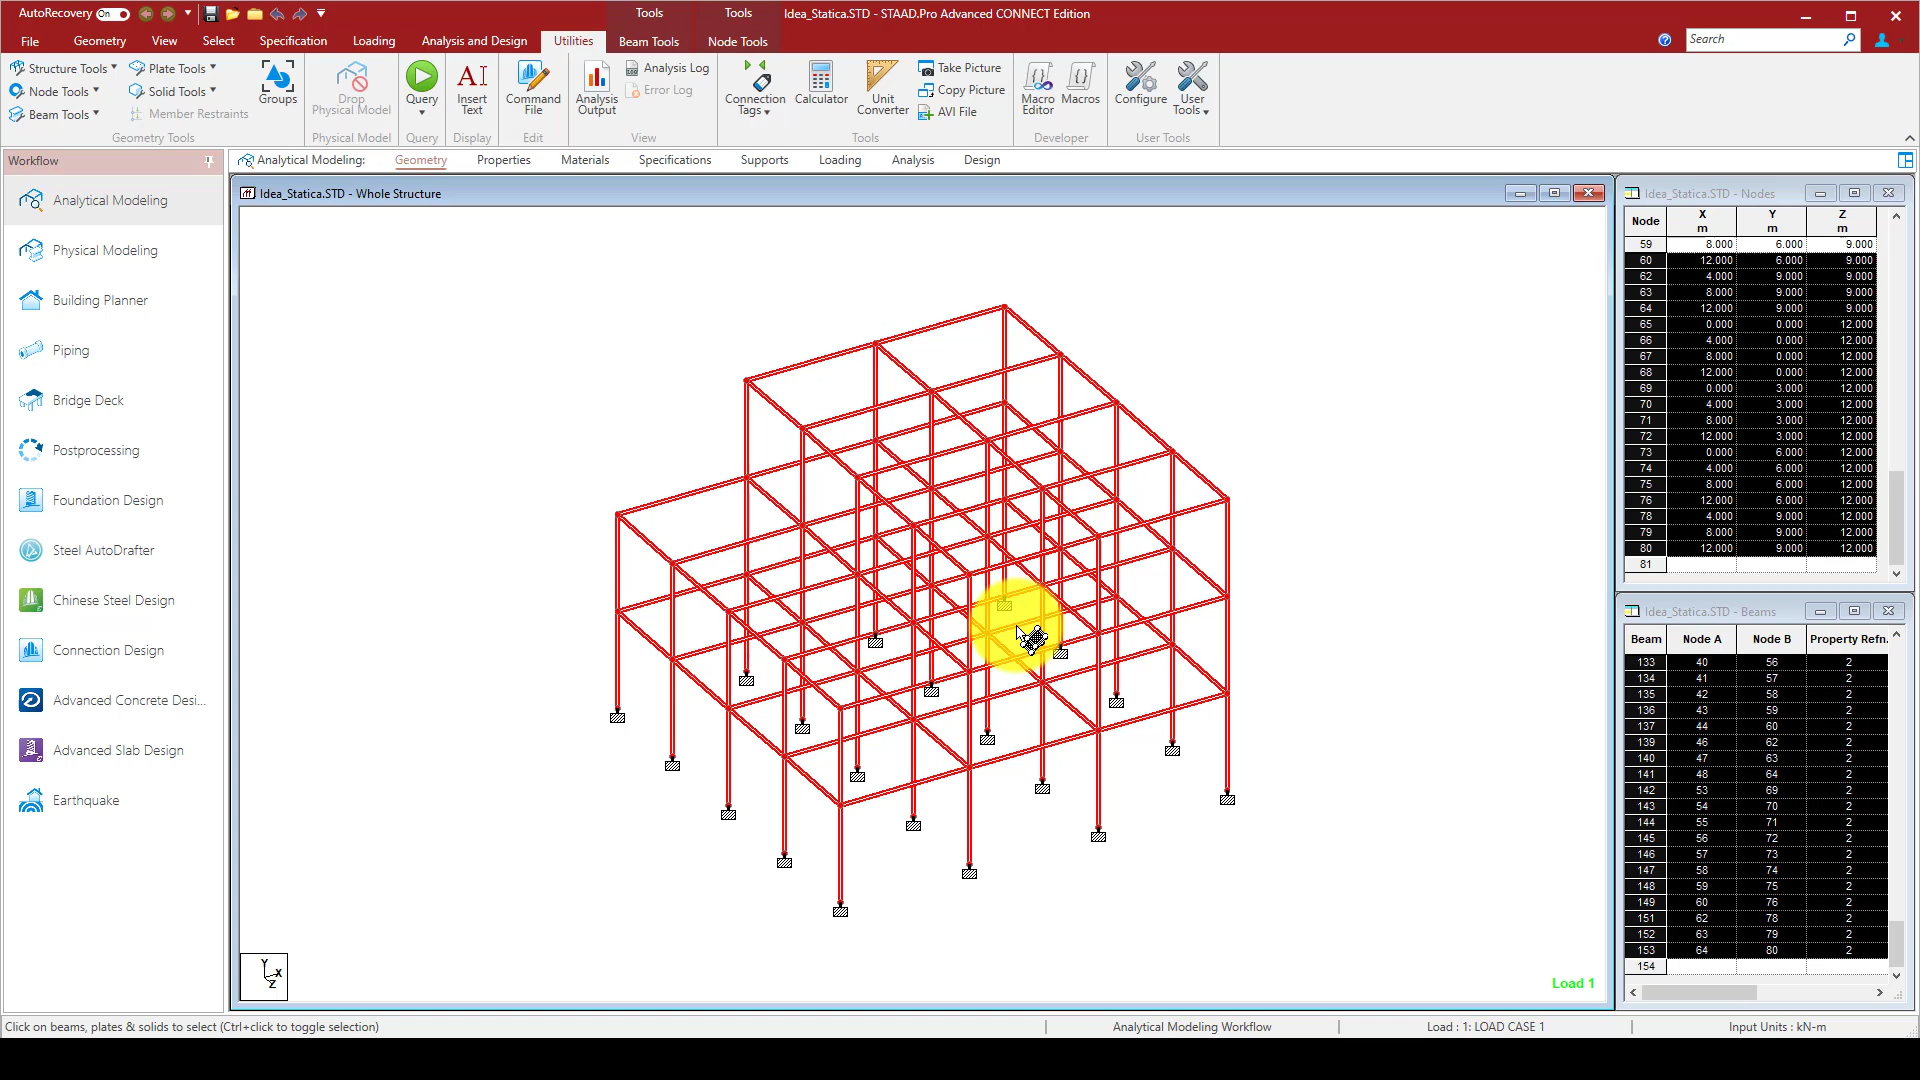 AutoRecovery On
Tools
Tools
Idea_Statica.STD - STAAD.Pro Advanced CONNECT Edition
File
Geometry
View
Select
Specification
Loading
Analysis and Design
Utilities
Beam Tools
Node Tools
Search
Structure Tools
Node Tools
Beam Tools
Plate Tools
Solid Tools
Member Restraints
Geometry Tools
Groups
Drop
Physical Model
Physical Model
Query
Query
Insert
Text
Display
Command
File
Edit
Analysis
Output
Analysis Log
Error Log
View
Connection
Tags
Calculator
Unit
Converter
Take Picture
Copy Picture
AVI File
Tools
Macro
Editor
Macros
Developer
Configure
User
Tools
User Tools
Workflow
Analytical Modeling
Physical Modeling
Building Planner
Piping
Bridge Deck
Postprocessing
Foundation Design
Steel AutoDrafter
Chinese Steel Design
Connection Design
Advanced Concrete Desi...
Advanced Slab Design
Earthquake
Analytical Modeling: Geometry Properties Materials Specifications Supports Loading Analysis Design
Idea_Statica.STD - Whole Structure
Y
X
Z
Load 1
Idea_Statica.STD - Nodes
Node X m Y m Z m
59 8.000 6.000 9.000
60 12.000 6.000 9.000
62 4.000 9.000 9.000
63 8.000 9.000 9.000
64 12.000 9.000 9.000
65 0.000 0.000 12.000
66 4.000 0.000 12.000
67 8.000 0.000 12.000
68 12.000 0.000 12.000
69 0.000 3.000 12.000
70 4.000 3.000 12.000
71 8.000 3.000 12.000
72 12.000 3.000 12.000
73 0.000 6.000 12.000
74 4.000 6.000 12.000
75 8.000 6.000 12.000
76 12.000 6.000 12.000
78 4.000 9.000 12.000
79 8.000 9.000 12.000
80 12.000 9.000 12.000
81
Idea_Statica.STD - Beams
Beam Node A Node B Property Refn.
133 40 56 2
134 41 57 2
135 42 58 2
136 43 59 2
137 44 60 2
139 46 62 2
140 47 63 2
141 48 64 2
142 53 69 2
143 54 70 2
144 55 71 2
145 56 72 2
146 57 73 2
147 58 74 2
148 59 75 2
149 60 76 2
151 62 78 2
152 63 79 2
153 64 80 2
154
Click on beams, plates & solids to select (Ctrl+click to toggle selection)
Analytical Modeling Workflow
Load : 1: LOAD CASE 1
Input Units : kN-m